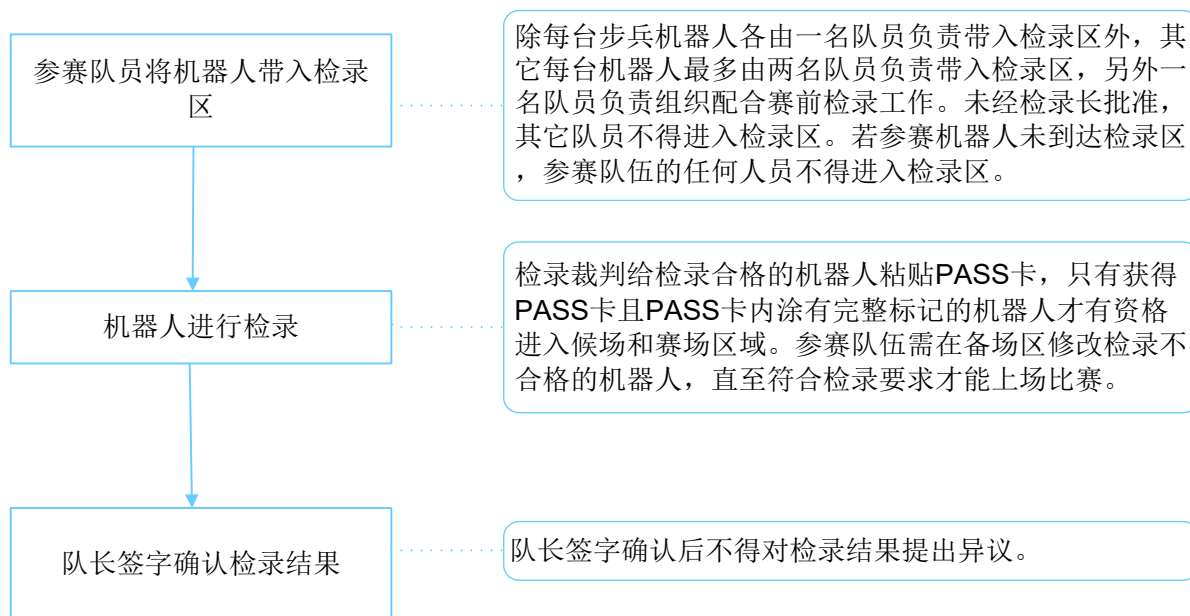 参赛队员将机器人带入检录
区
除每台步兵机器人各由一名队员负责带入检录区外，其
它每台机器人最多由两名队员负责带入检录区，另外一
名队员负责组织配合赛前检录工作。未经检录长批准，
其它队员不得进入检录区。若参赛机器人未到达检录区
，参赛队伍的任何人员不得进入检录区。
机器人进行检录
检录裁判给检录合格的机器人粘贴PASS卡，只有获得
PASS卡且PASS卡内涂有完整标记的机器人才有资格
进入候场和赛场区域。参赛队伍需在备场区修改检录不
合格的机器人，直至符合检录要求才能上场比赛。
队长签字确认检录结果
队长签字确认后不得对检录结果提出异议。